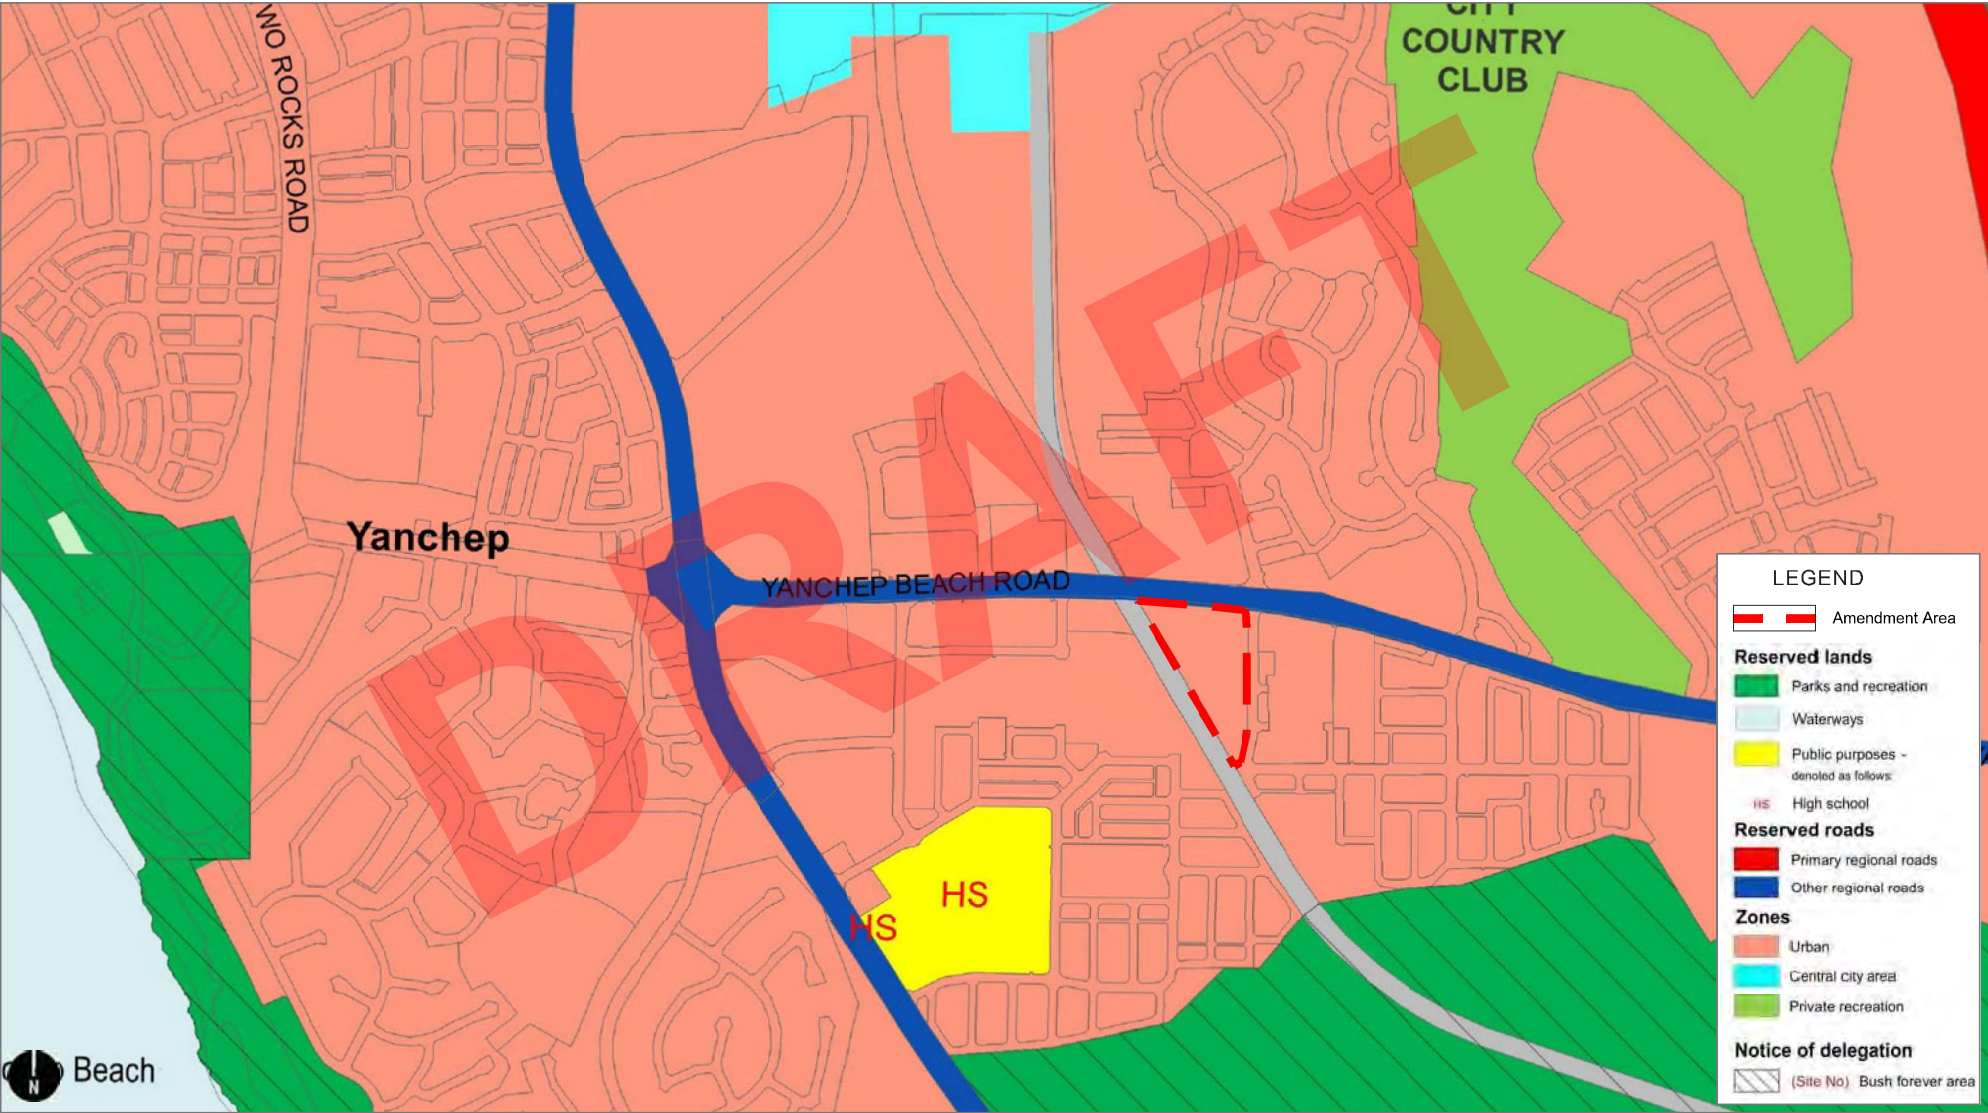 WO ROCKS ROAD
CITY
COUNTRY
CLUB
DRAFT
Yanchep
YANCHEP BEACH ROAD
HS
HS
Beach
N
LEGEND
Amendment Area
Reserved lands
Parks and recreation
Waterways
Public purposes -
denoted as follows:
HS High school
Reserved roads
Primary regional roads
Other regional roads
Zones
Urban
Central city area
Private recreation
Notice of delegation
(Site No) Bush forever area